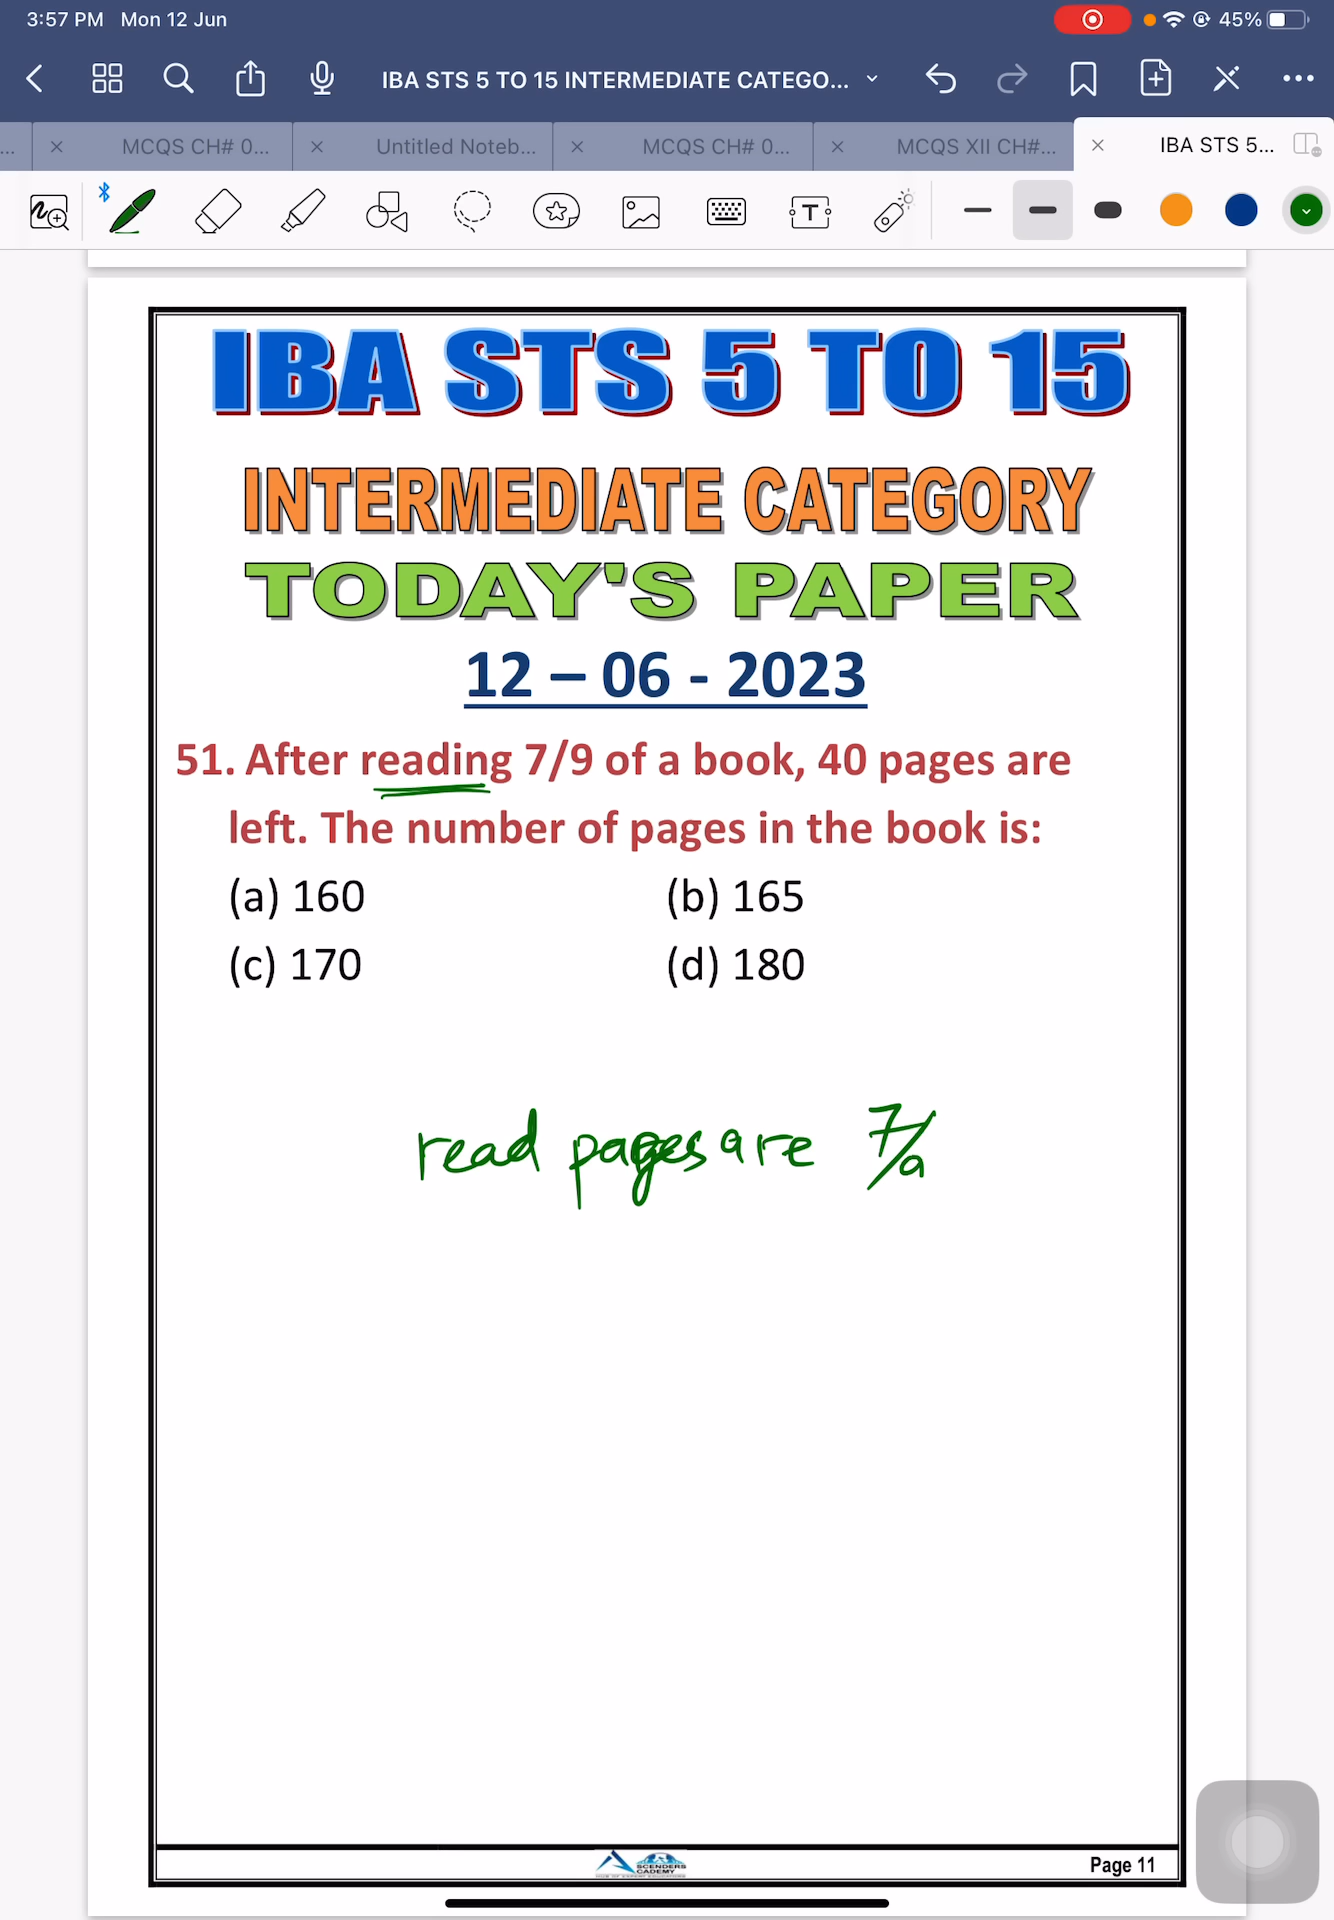 3:57 PM Mon 12 Jun 45%
IBA STS 5 TO 15 INTERMEDIATE CATEGO...
... MCQS CH# 0... Untitled Noteb... MCQS CH# 0... MCQS XII CH#... IBA STS 5...
T
IBA STS 5 TO 15
INTERMEDIATE CATEGORY
TODAY'S PAPER
12 – 06 - 2023
51. After reading 7/9 of a book, 40 pages are
left. The number of pages in the book is:
(a) 160 (b) 165
(c) 170 (d) 180
read pages are 7/9
SCENDERS
CADEMY
Page 11